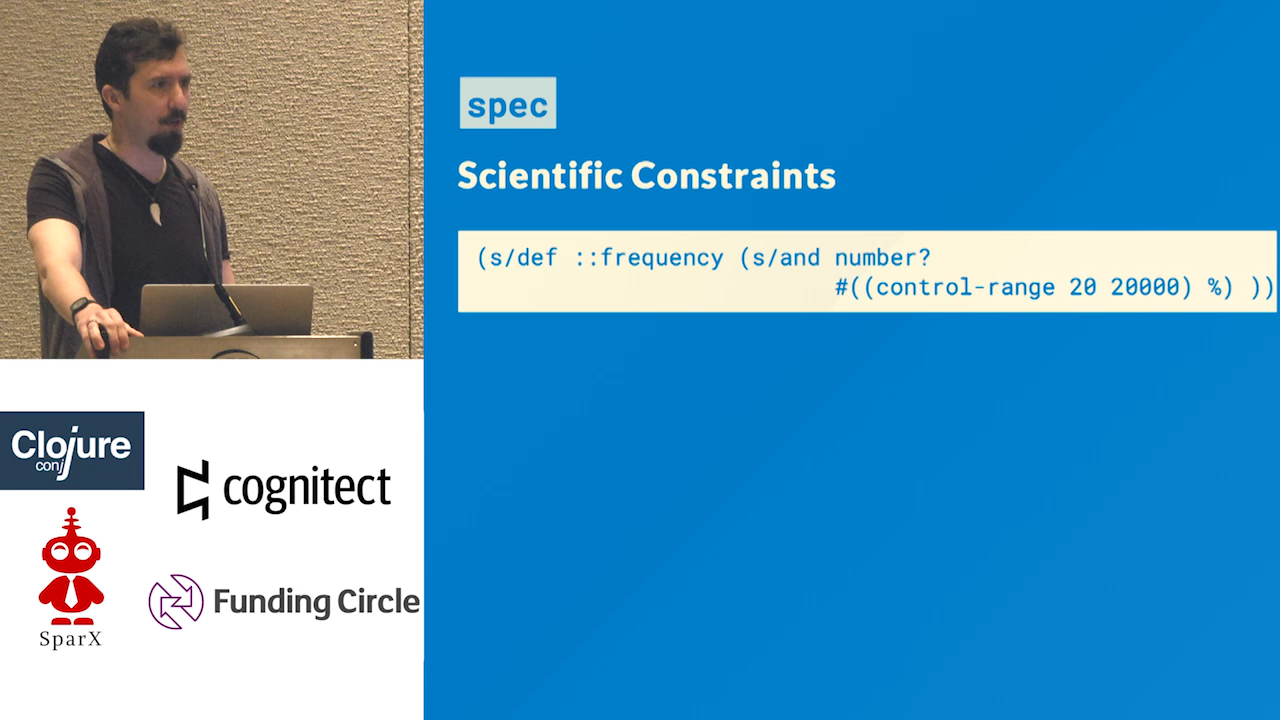 spec
Scientific Constraints
(s/def ::frequency (s/and number?
#((control-range 20 20000) %) ))
Clojure
conj
cognitect
SparX
Funding Circle